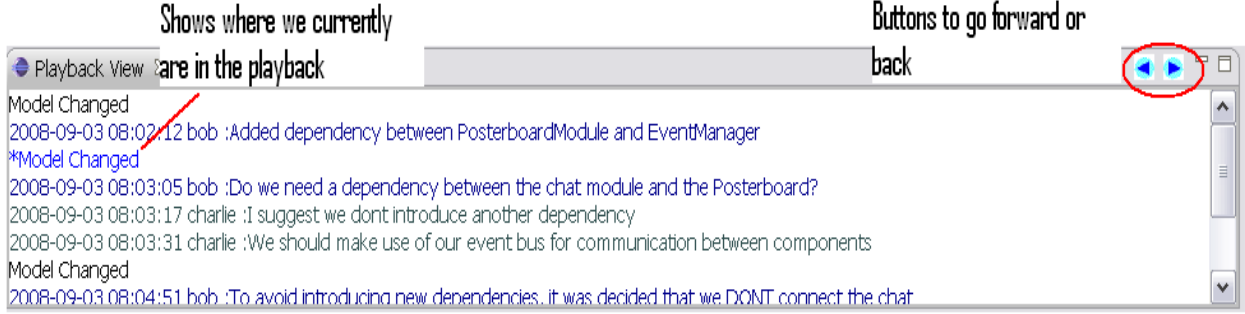 Shows where we currently
are in the playback
Buttons to go forward or
back
Playback View
Model Changed
2008-09-03 08:02:12 bob :Added dependency between PosterboardModule and EventManager
*Model Changed
2008-09-03 08:03:05 bob :Do we need a dependency between the chat module and the Posterboard?
2008-09-03 08:03:17 charlie :I suggest we dont introduce another dependency
2008-09-03 08:03:31 charlie :We should make use of our event bus for communication between components
Model Changed
2008-09-03 08:04:51 bob :To avoid introducing new dependencies, it was decided that we DONT connect the chat